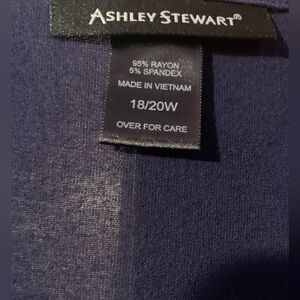 ASHLEY STEWART®
95% RAYON
5% SPANDEX
MADE IN VIETNAM
18/20W
OVER FOR CARE